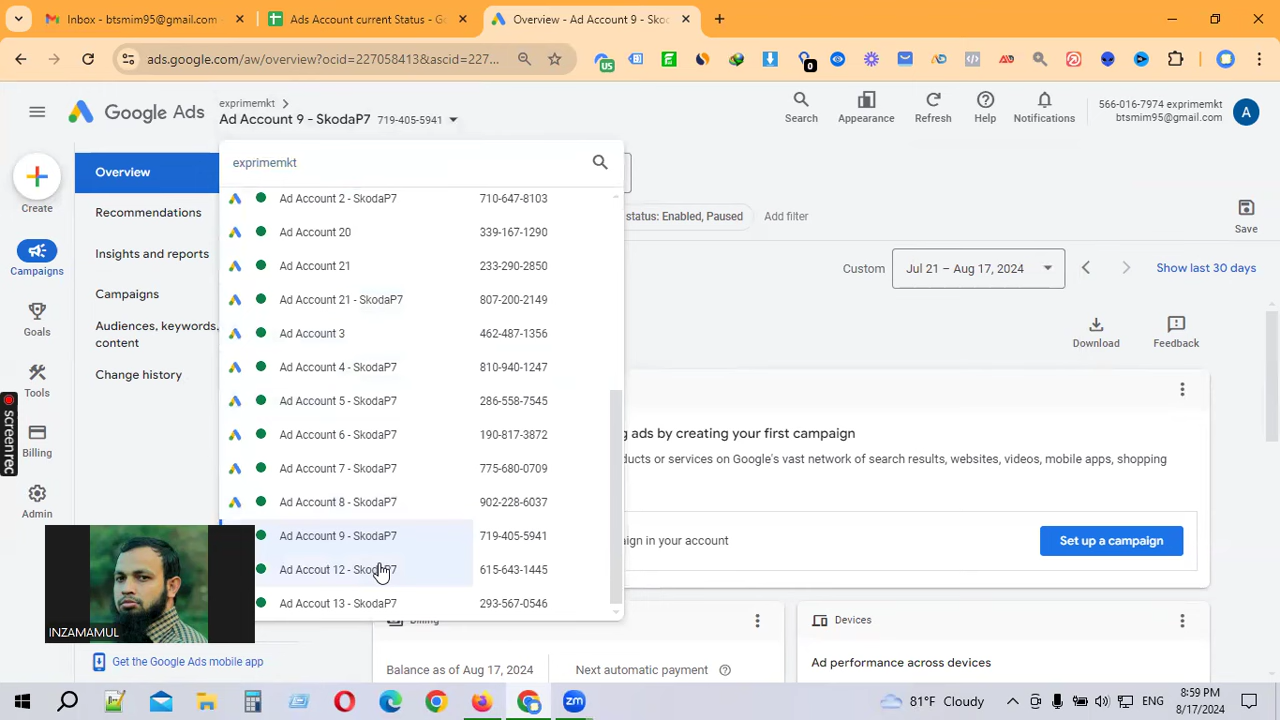 Inbox - btsmim95@gmail.com
Ads Account current Status - G
Overview - Ad Account 9 - Skod
ads.google.com/aw/overview?ocid=227058413&ascid=227...
US
0
Google Ads
exprimemkt
Ad Account 9 - SkodaP7 719-405-5941
Search
Appearance
Refresh
Help
Notifications
566-016-7974 exprimemkt
btsmim95@gmail.com
A
Create
Campaigns
Goals
Tools
Billing
Admin
screenrec
Overview
Recommendations
Insights and reports
Campaigns
Audiences, keywords,
content
Change history
Get the Google Ads mobile app
exprimemkt
Ad Account 2 - SkodaP7 710-647-8103
Ad Account 20 339-167-1290
Ad Account 21 233-290-2850
Ad Account 21 - SkodaP7 807-200-2149
Ad Account 3 462-487-1356
Ad Account 4 - SkodaP7 810-940-1247
Ad Account 5 - SkodaP7 286-558-7545
Ad Account 6 - SkodaP7 190-817-3872
Ad Account 7 - SkodaP7 775-680-0709
Ad Account 8 - SkodaP7 902-228-6037
Ad Account 9 - SkodaP7 719-405-5941
Ad Accout 12 - SkodaP7 615-643-1445
Ad Accout 13 - SkodaP7 293-567-0546
status: Enabled, Paused
Add filter
Save
Custom
Jul 21 – Aug 17, 2024
Show last 30 days
Download
Feedback
g ads by creating your first campaign
ducts or services on Google's vast network of search results, websites, videos, mobile apps, shopping
ign in your account
Set up a campaign
Billing
Balance as of Aug 17, 2024
Next automatic payment
Devices
Ad performance across devices
INZAMAMUL
81°F Cloudy
ENG
8:59 PM
8/17/2024